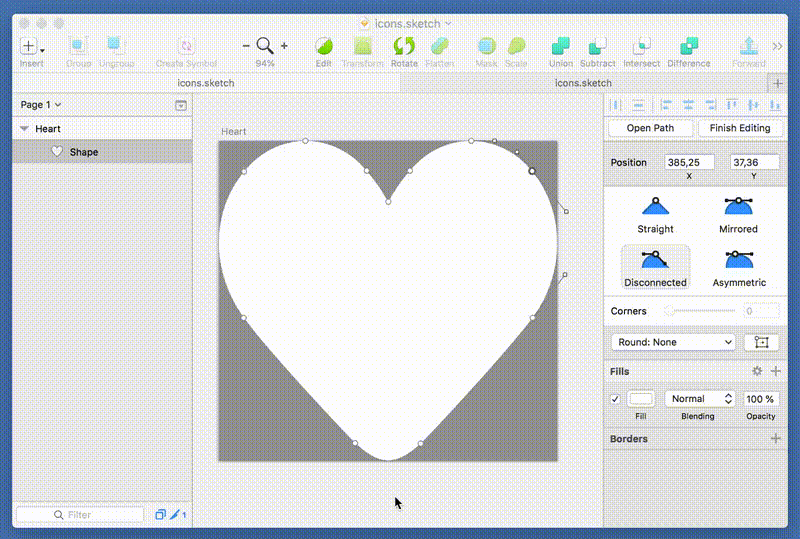 icons.sketch
Insert
Group
Ungroup
Create Symbol
94%
Edit
Transform
Rotate
Flatten
Mask
Scale
Union
Subtract
Intersect
Difference
Forward
icons.sketch
icons.sketch
Page 1
Heart
Shape
Filter
1
Heart
Open Path
Finish Editing
Position
385,25
37,36
X
Y
Straight
Mirrored
Disconnected
Asymmetric
Corners
0
Round: None
Fills
Normal
100 %
Fill
Blending
Opacity
Borders